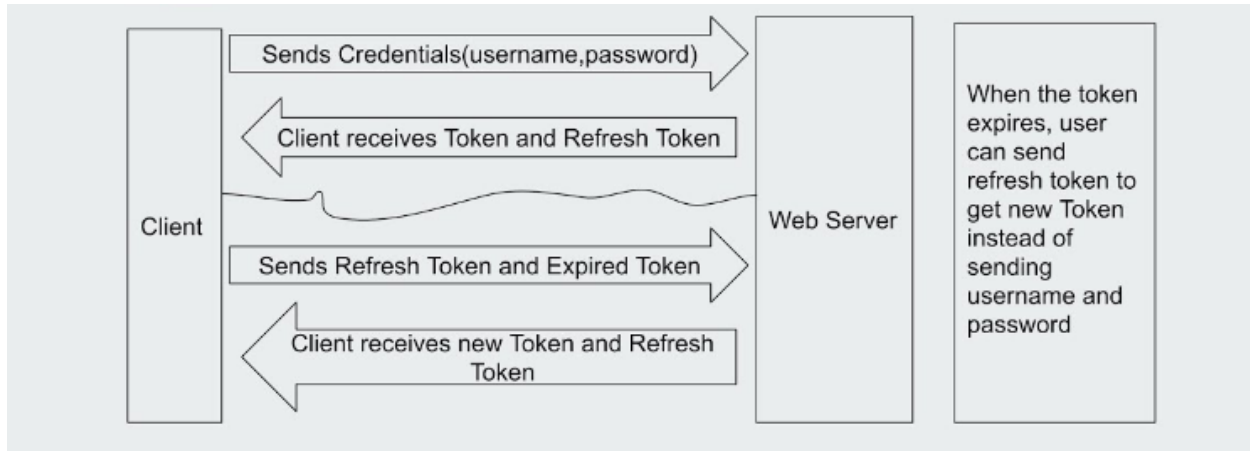 Client
Sends Credentials(username,password)
Client receives Token and Refresh Token
Sends Refresh Token and Expired Token
Client receives new Token and Refresh
Token
Web Server
When the token
expires, user
can send
refresh token to
get new Token
instead of
sending
username and
password